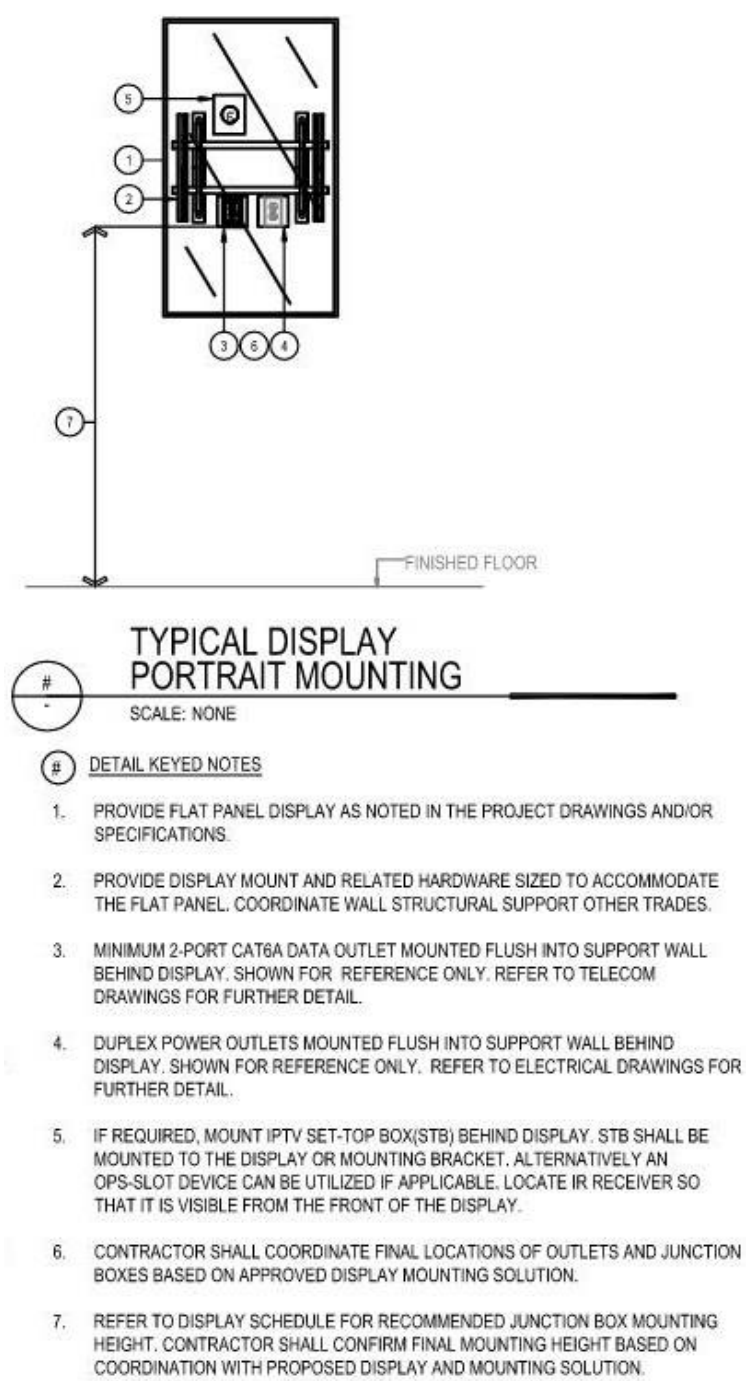 5
6
1
2
3
6
4
7
FINISHED FLOOR
TYPICAL DISPLAY
PORTRAIT MOUNTING
#
-
SCALE: NONE
# DETAIL KEYED NOTES
1. PROVIDE FLAT PANEL DISPLAY AS NOTED IN THE PROJECT DRAWINGS AND/OR
SPECIFICATIONS.
2. PROVIDE DISPLAY MOUNT AND RELATED HARDWARE SIZED TO ACCOMMODATE
THE FLAT PANEL. COORDINATE WALL STRUCTURAL SUPPORT OTHER TRADES.
3. MINIMUM 2-PORT CAT6A DATA OUTLET MOUNTED FLUSH INTO SUPPORT WALL
BEHIND DISPLAY. SHOWN FOR REFERENCE ONLY. REFER TO TELECOM
DRAWINGS FOR FURTHER DETAIL.
4. DUPLEX POWER OUTLETS MOUNTED FLUSH INTO SUPPORT WALL BEHIND
DISPLAY. SHOWN FOR REFERENCE ONLY. REFER TO ELECTRICAL DRAWINGS FOR
FURTHER DETAIL.
5. IF REQUIRED, MOUNT IPTV SET-TOP BOX(STB) BEHIND DISPLAY. STB SHALL BE
MOUNTED TO THE DISPLAY OR MOUNTING BRACKET. ALTERNATIVELY AN
OPS-SLOT DEVICE CAN BE UTILIZED IF APPLICABLE. LOCATE IR RECEIVER SO
THAT IT IS VISIBLE FROM THE FRONT OF THE DISPLAY.
6. CONTRACTOR SHALL COORDINATE FINAL LOCATIONS OF OUTLETS AND JUNCTION
BOXES BASED ON APPROVED DISPLAY MOUNTING SOLUTION.
7. REFER TO DISPLAY SCHEDULE FOR RECOMMENDED JUNCTION BOX MOUNTING
HEIGHT. CONTRACTOR SHALL CONFIRM FINAL MOUNTING HEIGHT BASED ON
COORDINATION WITH PROPOSED DISPLAY AND MOUNTING SOLUTION.